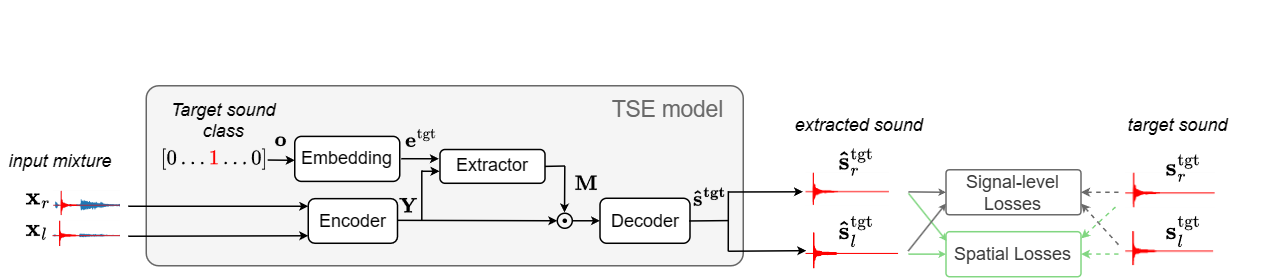 TSE model
Target sound
class
[0 . . . 1 . . . 0]
o
Embedding
e^tgt
Extractor
M
input mixture
x_r
x_l
Encoder
Y
Decoder
ŝ^tgt
extracted sound
ŝ_r^tgt
ŝ_l^tgt
Signal-level
Losses
Spatial Losses
target sound
s_r^tgt
s_l^tgt